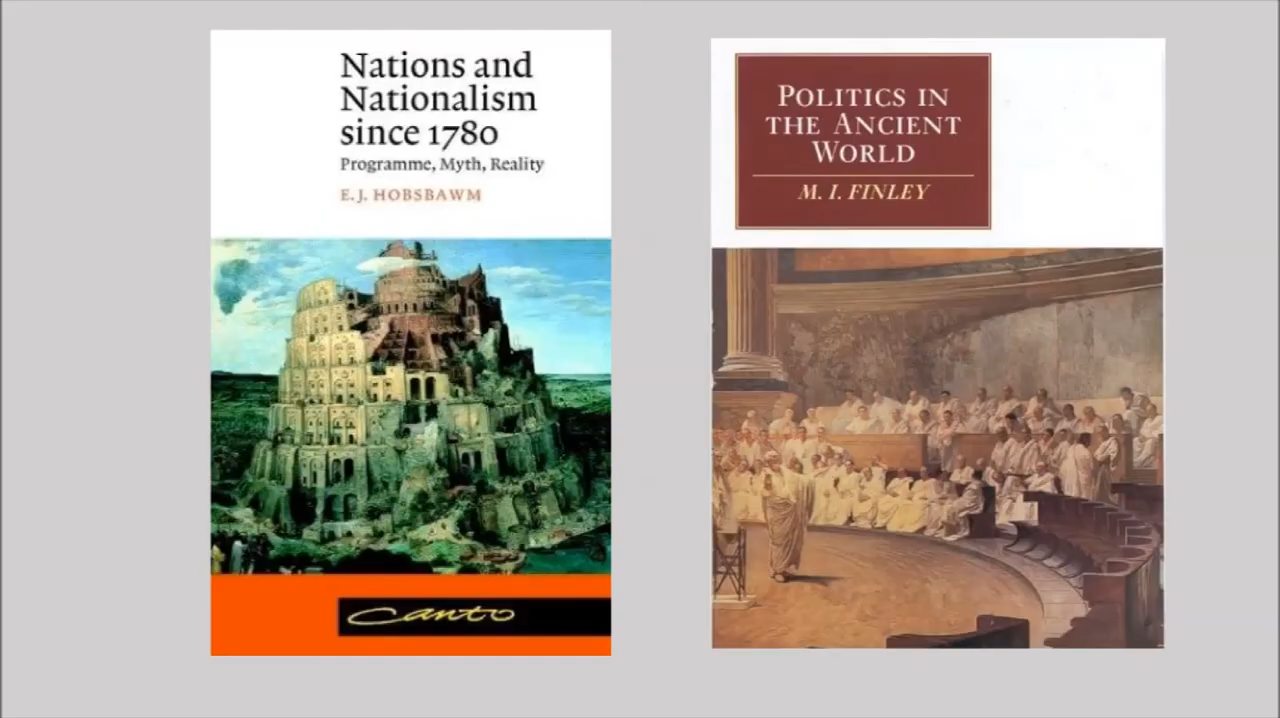 Nations and
Nationalism
since 1780
Programme, Myth, Reality
E. J. HOBSBAWM
Canto
POLITICS IN
THE ANCIENT
WORLD
M. I. FINLEY